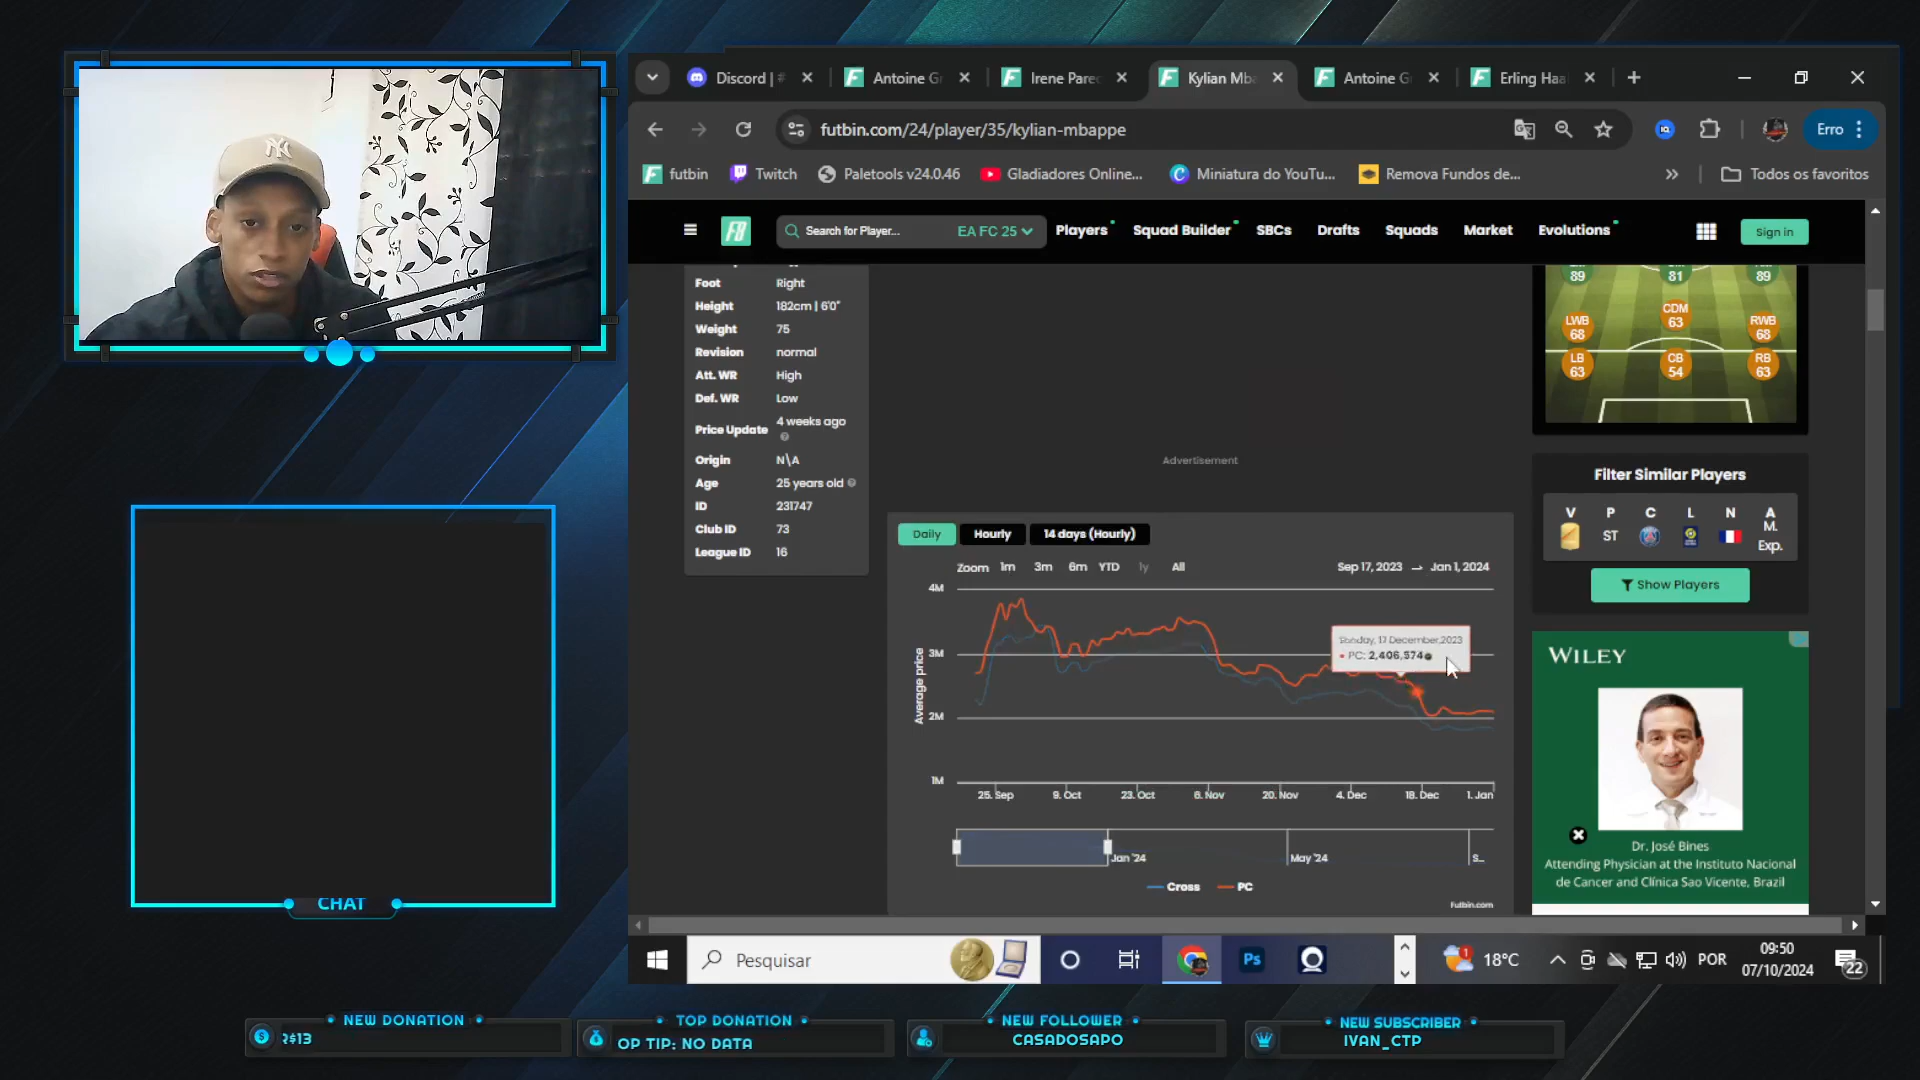 Discord | #
Antoine Gr
Irene Pared
Kylian Mba
Antoine G
Erling Haa
futbin.com/24/player/35/kylian-mbappe
Erro
futbin
Twitch
Paletools v24.0.46
Gladiadores Online...
Miniatura do YouTu...
Remova Fundos de...
Todos os favoritos
Search for Player...
EA FC 25
Players
Squad Builder
SBCs
Drafts
Squads
Market
Evolutions
Sign in
Foot Right
Height 182cm | 6'0"
Weight 75
Revision normal
Att. WR High
Def. WR Low
Price Update 4 weeks ago
Origin N\A
Age 25 years old
ID 231747
Club ID 73
League ID 16
Advertisement
89 81 89
LWB 68
CDM 63
RWB 68
LB 63
CB 54
RB 63
Filter Similar Players
V P C L N A
ST
M. Exp.
Show Players
Daily Hourly 14 days (Hourly)
Zoom 1m 3m 6m YTD 1y All
Sep 17, 2023 → Jan 1, 2024
Average price
4M
3M
2M
1M
December, 2023
PC: 2,406,574
25. Sep 9. Oct 23. Oct 6. Nov 20. Nov 4. Dec 18. Dec 1. Jan
Jan '24 May '24 S...
Cross PC
Futbin.com
WILEY
Dr. José Bines
Attending Physician at the Instituto Nacional
de Cancer and Clínica Sao Vicente, Brazil
NY
CHAT
Pesquisar
Ps
1
18°C
POR
09:50
07/10/2024
22
NEW DONATION
R$13
TOP DONATION
OP TIP: NO DATA
NEW FOLLOWER
CASADOSAPO
NEW SUBSCRIBER
IVAN_CTP